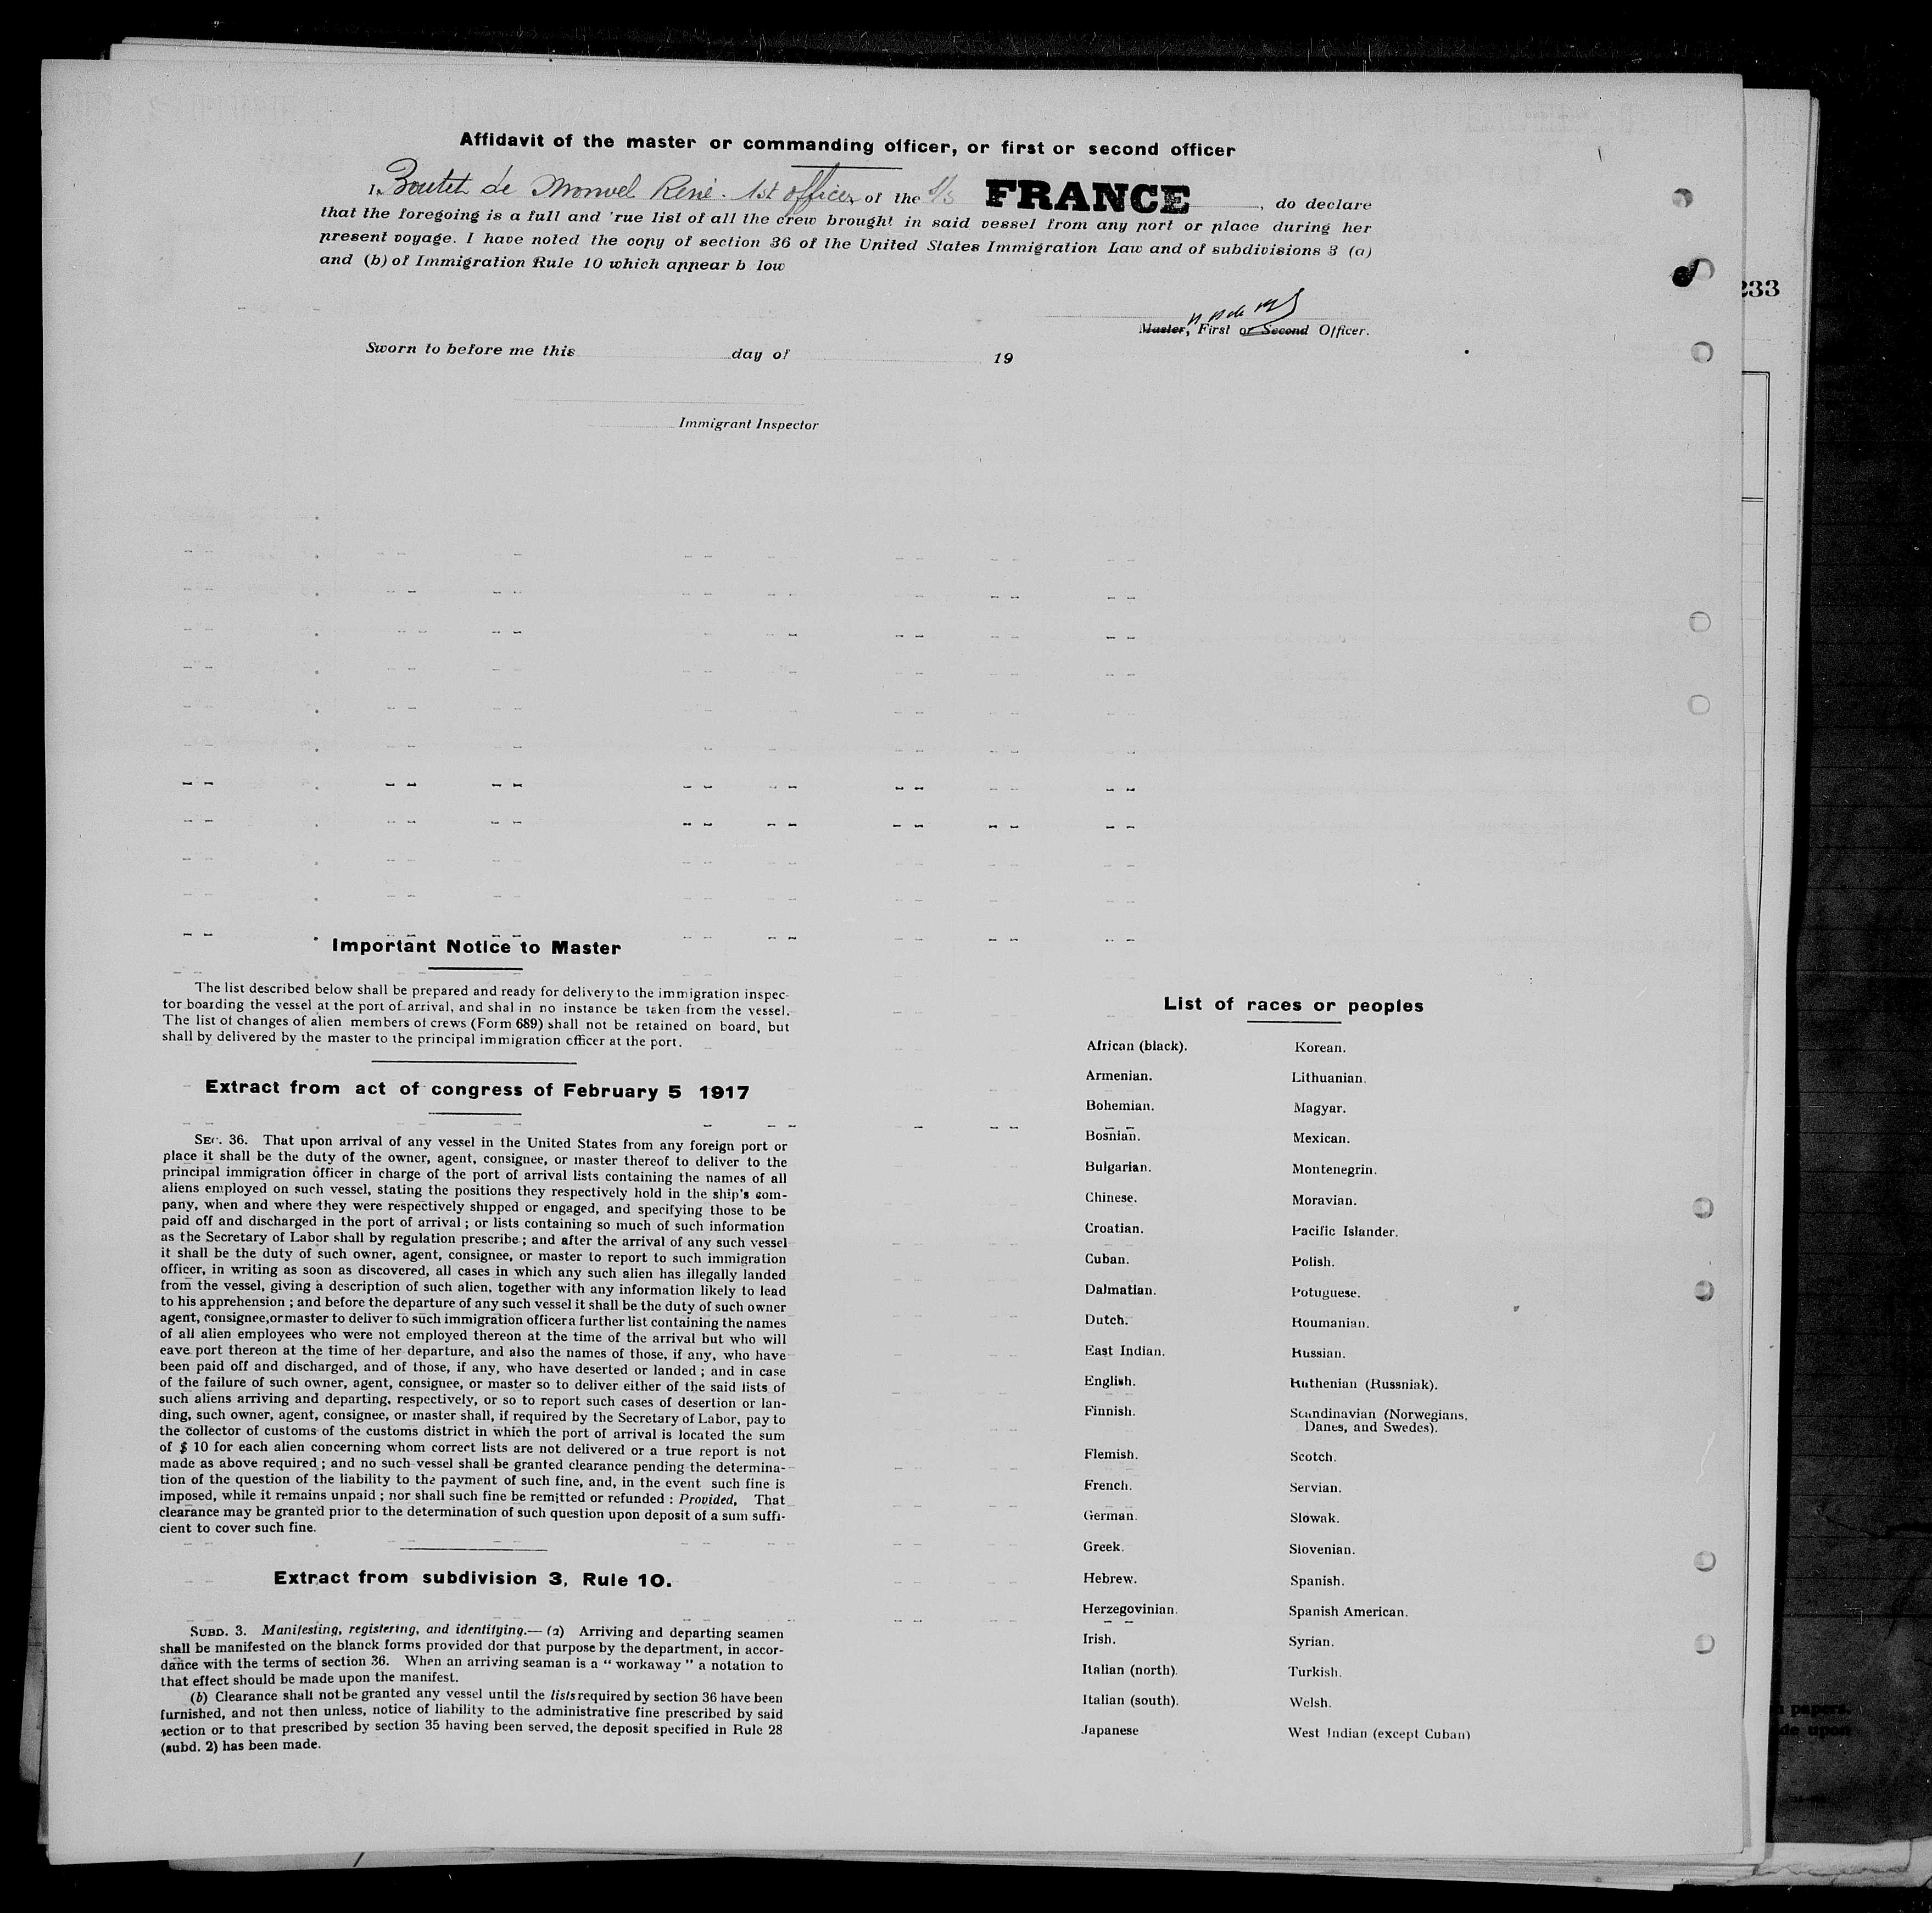 Affidavit of the master or commanding officer, or first or second officer
I, Boutet de Monvel René. 1st officer of the S/S FRANCE, do declare
that the foregoing is a full and 'rue list of all the crew brought in said vessel from any port or place during her
present voyage. I have noted the copy of section 36 of the United States Immigration Law and of subdivisions 3 (a)
and (b) of Immigration Rule 10 which appear b low
233
Master, First or Second Officer.
Sworn to before me this day of 19
Immigrant Inspector
Important Notice to Master
The list described below shall be prepared and ready for delivery to the immigration inspec-
tor boarding the vessel at the port of arrival, and shal in no instance be taken from the vessel.
The list of changes of alien members of crews (Form 689) shall not be retained on board, but
shall by delivered by the master to the principal immigration officer at the port.
Extract from act of congress of February 5 1917
SEC. 36. That upon arrival of any vessel in the United States from any foreign port or
place it shall be the duty of the owner, agent, consignee, or master thereof to deliver to the
principal immigration officer in charge of the port of arrival lists containing the names of all
aliens employed on such vessel, stating the positions they respectively hold in the ship's com-
pany, when and where they were respectively shipped or engaged, and specifying those to be
paid off and discharged in the port of arrival ; or lists containing so much of such information
as the Secretary of Labor shall by regulation prescribe ; and after the arrival of any such vessel
it shall be the duty of such owner, agent, consignee, or master to report to such immigration
officer, in writing as soon as discovered, all cases in which any such alien has illegally landed
from the vessel, giving a description of such alien, together with any information likely to lead
to his apprehension ; and before the departure of any such vessel it shall be the duty of such owner
agent, consignee, or master to deliver to such immigration officer a further list containing the names
of all alien employees who were not employed thereon at the time of the arrival but who will
eave port thereon at the time of her departure, and also the names of those, if any, who have
been paid off and discharged, and of those, if any, who have deserted or landed ; and in case
of the failure of such owner, agent, consignee, or master so to deliver either of the said lists of
such aliens arriving and departing, respectively, or so to report such cases of desertion or lan-
ding, such owner, agent, consignee, or master shall, if required by the Secretary of Labor, pay to
the collector of customs of the customs district in which the port of arrival is located the sum
of $ 10 for each alien concerning whom correct lists are not delivered or a true report is not
made as above required ; and no such vessel shall be granted clearance pending the determina-
tion of the question of the liability to the payment of such fine, and, in the event such fine is
imposed, while it remains unpaid ; nor shall such fine be remitted or refunded : Provided, That
clearance may be granted prior to the determination of such question upon deposit of a sum suffi-
cient to cover such fine.
Extract from subdivision 3, Rule 10.
SUBD. 3. Manifesting, registering, and identifying.— (a) Arriving and departing seamen
shall be manifested on the blanck forms provided dor that purpose by the department, in accor-
dance with the terms of section 36. When an arriving seaman is a “ workaway ” a notation to
that effect should be made upon the manifest.
(b) Clearance shall not be granted any vessel until the lists required by section 36 have been
furnished, and not then unless, notice of liability to the administrative fine prescribed by said
section or to that prescribed by section 35 having been served, the deposit specified in Rule 28
(subd. 2) has been made.
List of races or peoples
African (black).
Armenian.
Bohemian.
Bosnian.
Bulgarian.
Chinese.
Croatian.
Cuban.
Dalmatian.
Dutch.
East Indian.
English.
Finnish.
Flemish.
French.
German.
Greek.
Hebrew.
Herzegovinian.
Irish.
Italian (north).
Italian (south).
Japanese
Korean.
Lithuanian.
Magyar.
Mexican.
Montenegrin.
Moravian.
Pacific Islander.
Polish.
Potuguese.
Roumanian.
Russian.
Ruthenian (Russniak).
Scandinavian (Norwegians,
Danes, and Swedes).
Scotch.
Servian.
Slowak.
Slovenian.
Spanish.
Spanish American.
Syrian.
Turkish.
Welsh.
West Indian (except Cuban)
papers.
de upon